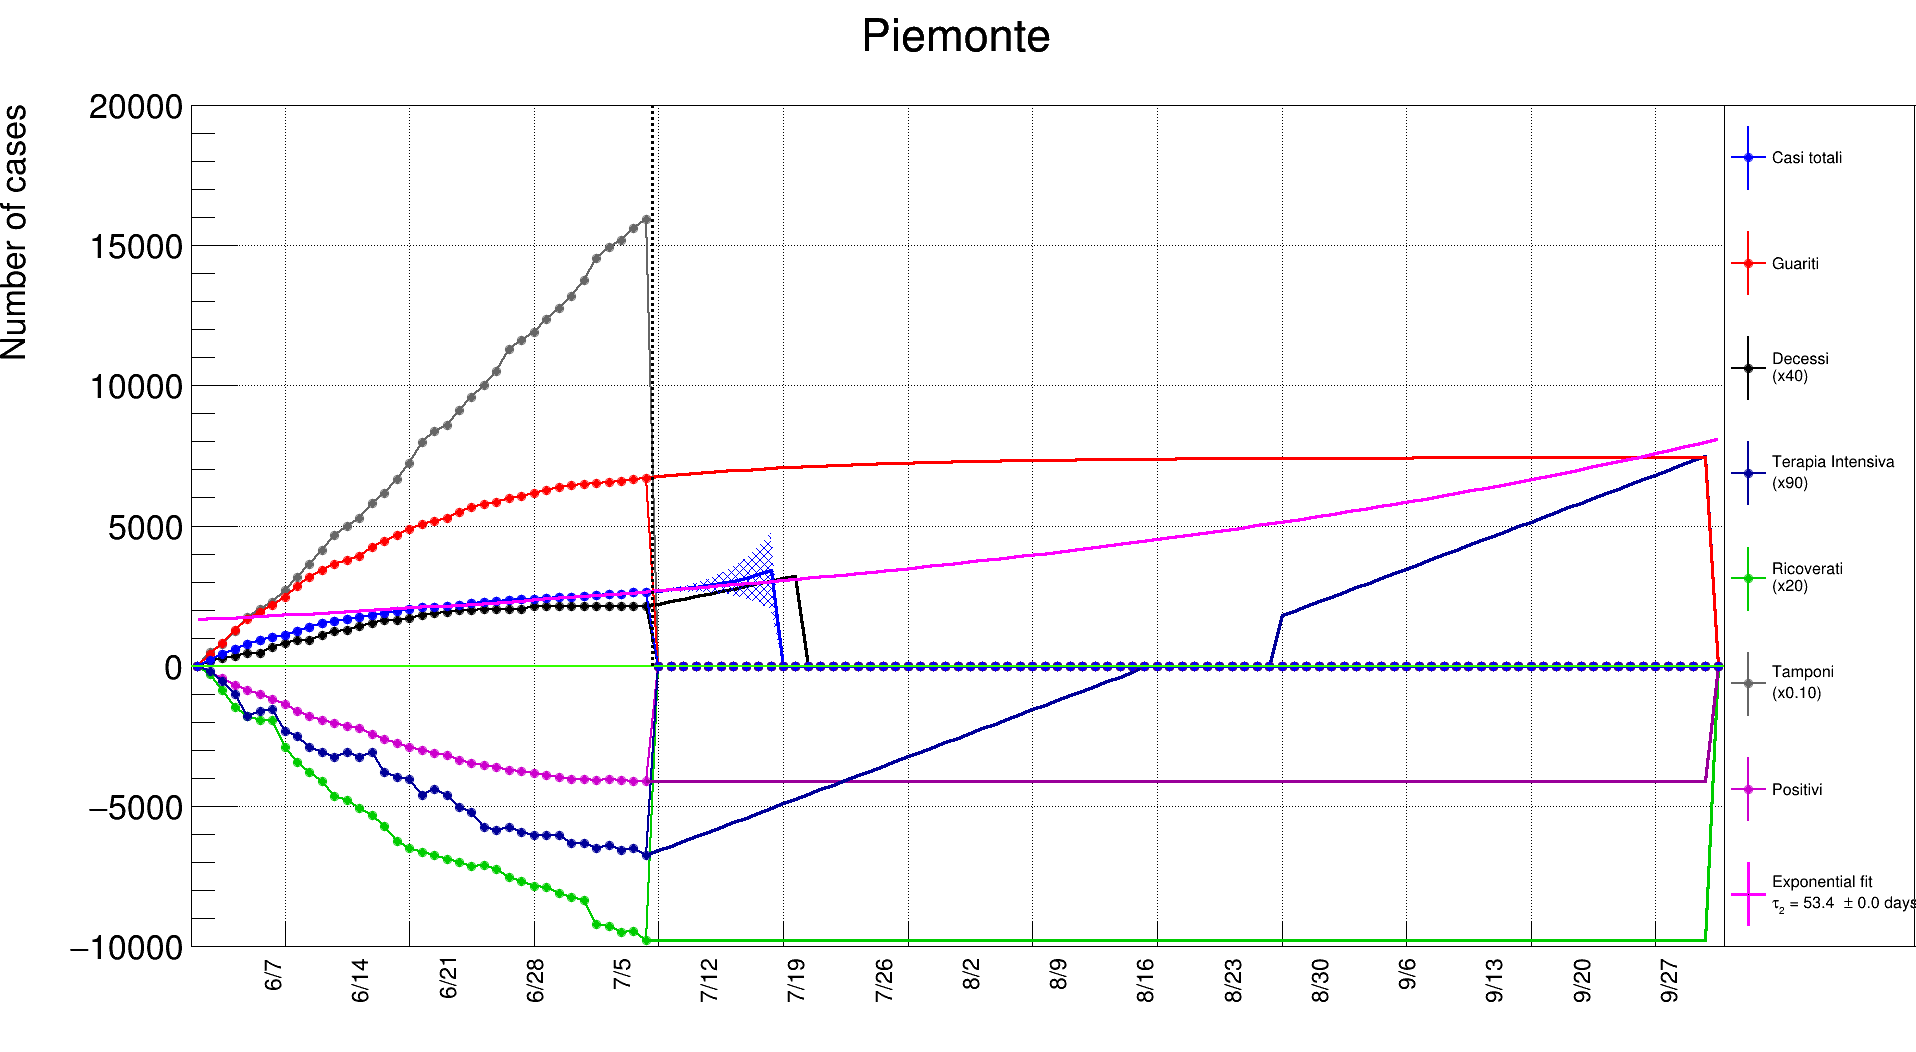 Piemonte
Number of cases
20000
15000
10000
5000
0
−5000
−10000
6/7
6/14
6/21
6/28
7/5
7/12
7/19
7/26
8/2
8/9
8/16
8/23
8/30
9/6
9/13
9/20
9/27
Casi totali
Guariti
Decessi
(x40)
Terapia Intensiva
(x90)
Ricoverati
(x20)
Tamponi
(x0.10)
Positivi
Exponential fit
τ2 = 53.4 ± 0.0 days